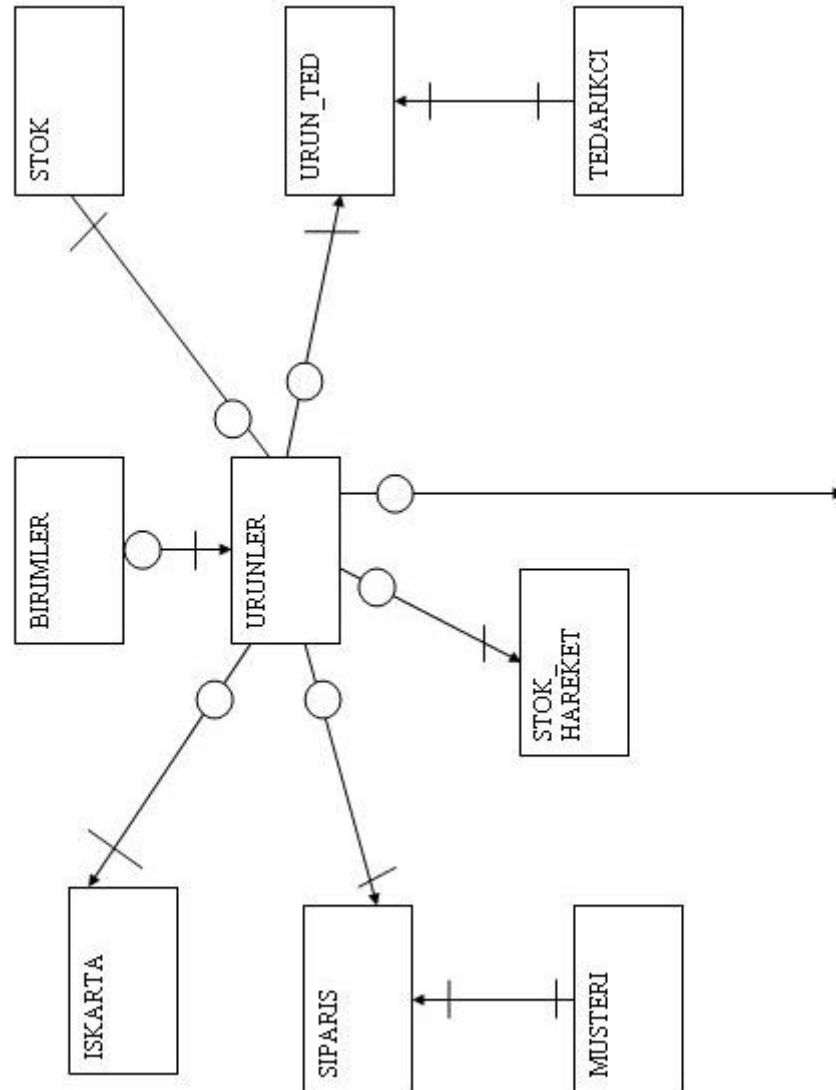 STOK
URUN_TED
TEDARIKCI
BIRIMLER
URUNLER
STOK_
HAREKET
ISKARTA
SIPARIS
MUSTERI